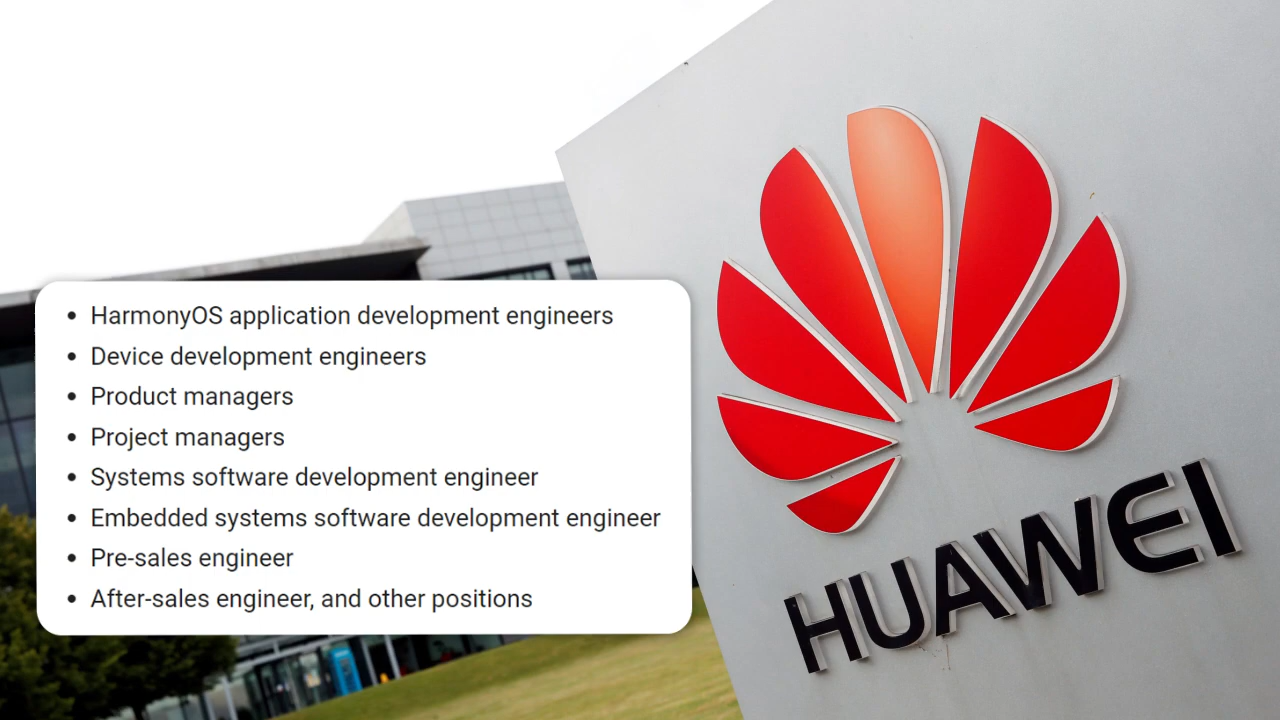 • HarmonyOS application development engineers
• Device development engineers
• Product managers
• Project managers
• Systems software development engineer
• Embedded systems software development engineer
• Pre-sales engineer
• After-sales engineer, and other positions
HUAWEI